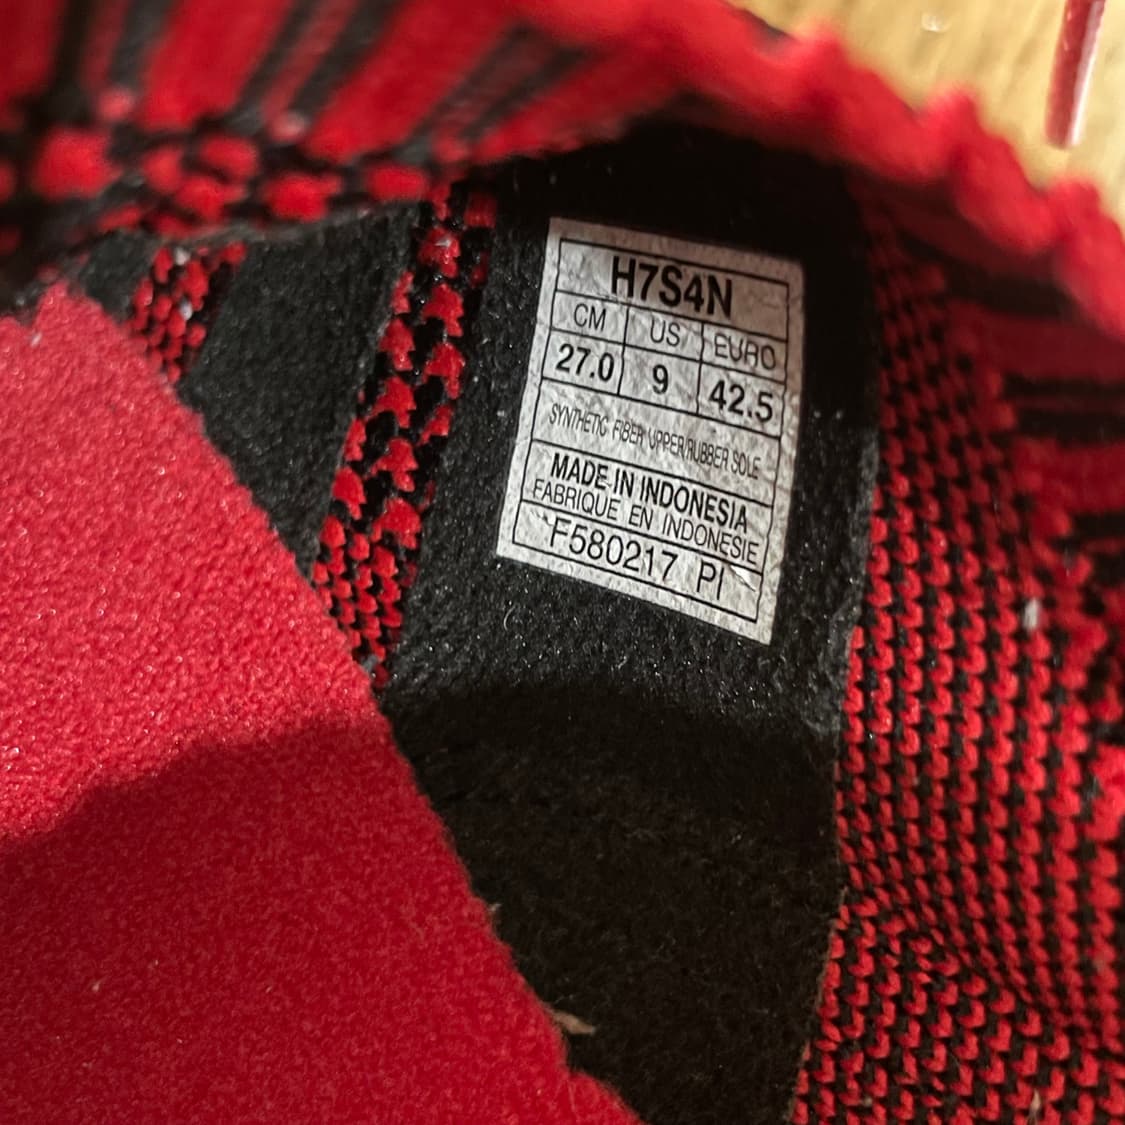 H7S4N
CM US EURO
27.0 9 42.5
SYNTHETIC FIBER UPPER/RUBBER SOLE
MADE IN INDONESIA
FABRIQUE EN INDONESIE
F580217 PI